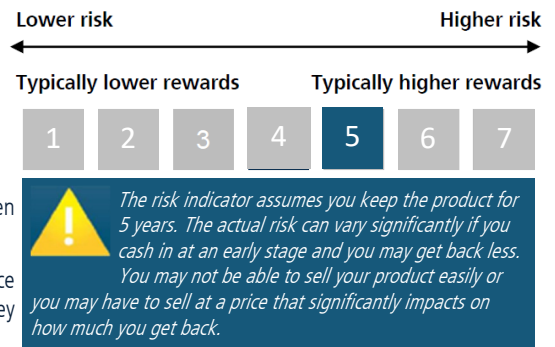 Lower risk Higher risk
Typically lower rewards Typically higher rewards
1 2 3 4 5 6 7
en
The risk indicator assumes you keep the product for
5 years. The actual risk can vary significantly if you
cash in at an early stage and you may get back less.
ce
You may not be able to sell your product easily or
ey
you may have to sell at a price that significantly impacts on
how much you get back.